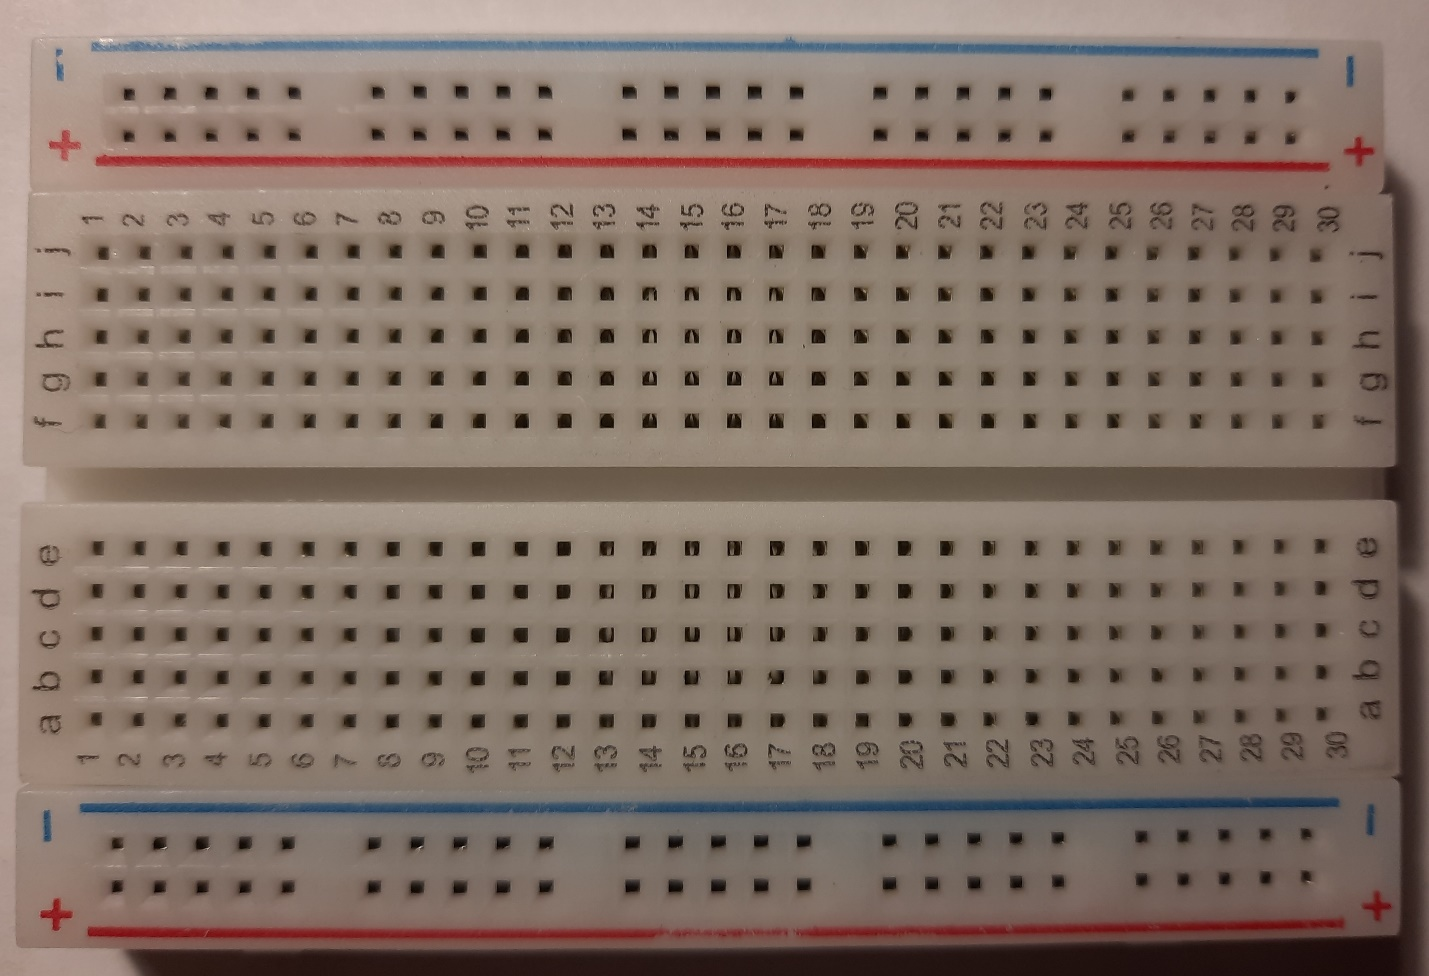 − −
+ +
1 2 3 4 5 6 7 8 9 10 11 12 13 14 15 16 17 18 19 20 21 22 23 24 25 26 27 28 29 30
j j
i i
h h
g g
f f
e e
d d
c c
b b
a a
1 2 3 4 5 6 7 8 9 10 11 12 13 14 15 16 17 18 19 20 21 22 23 24 25 26 27 28 29 30
− −
+ +